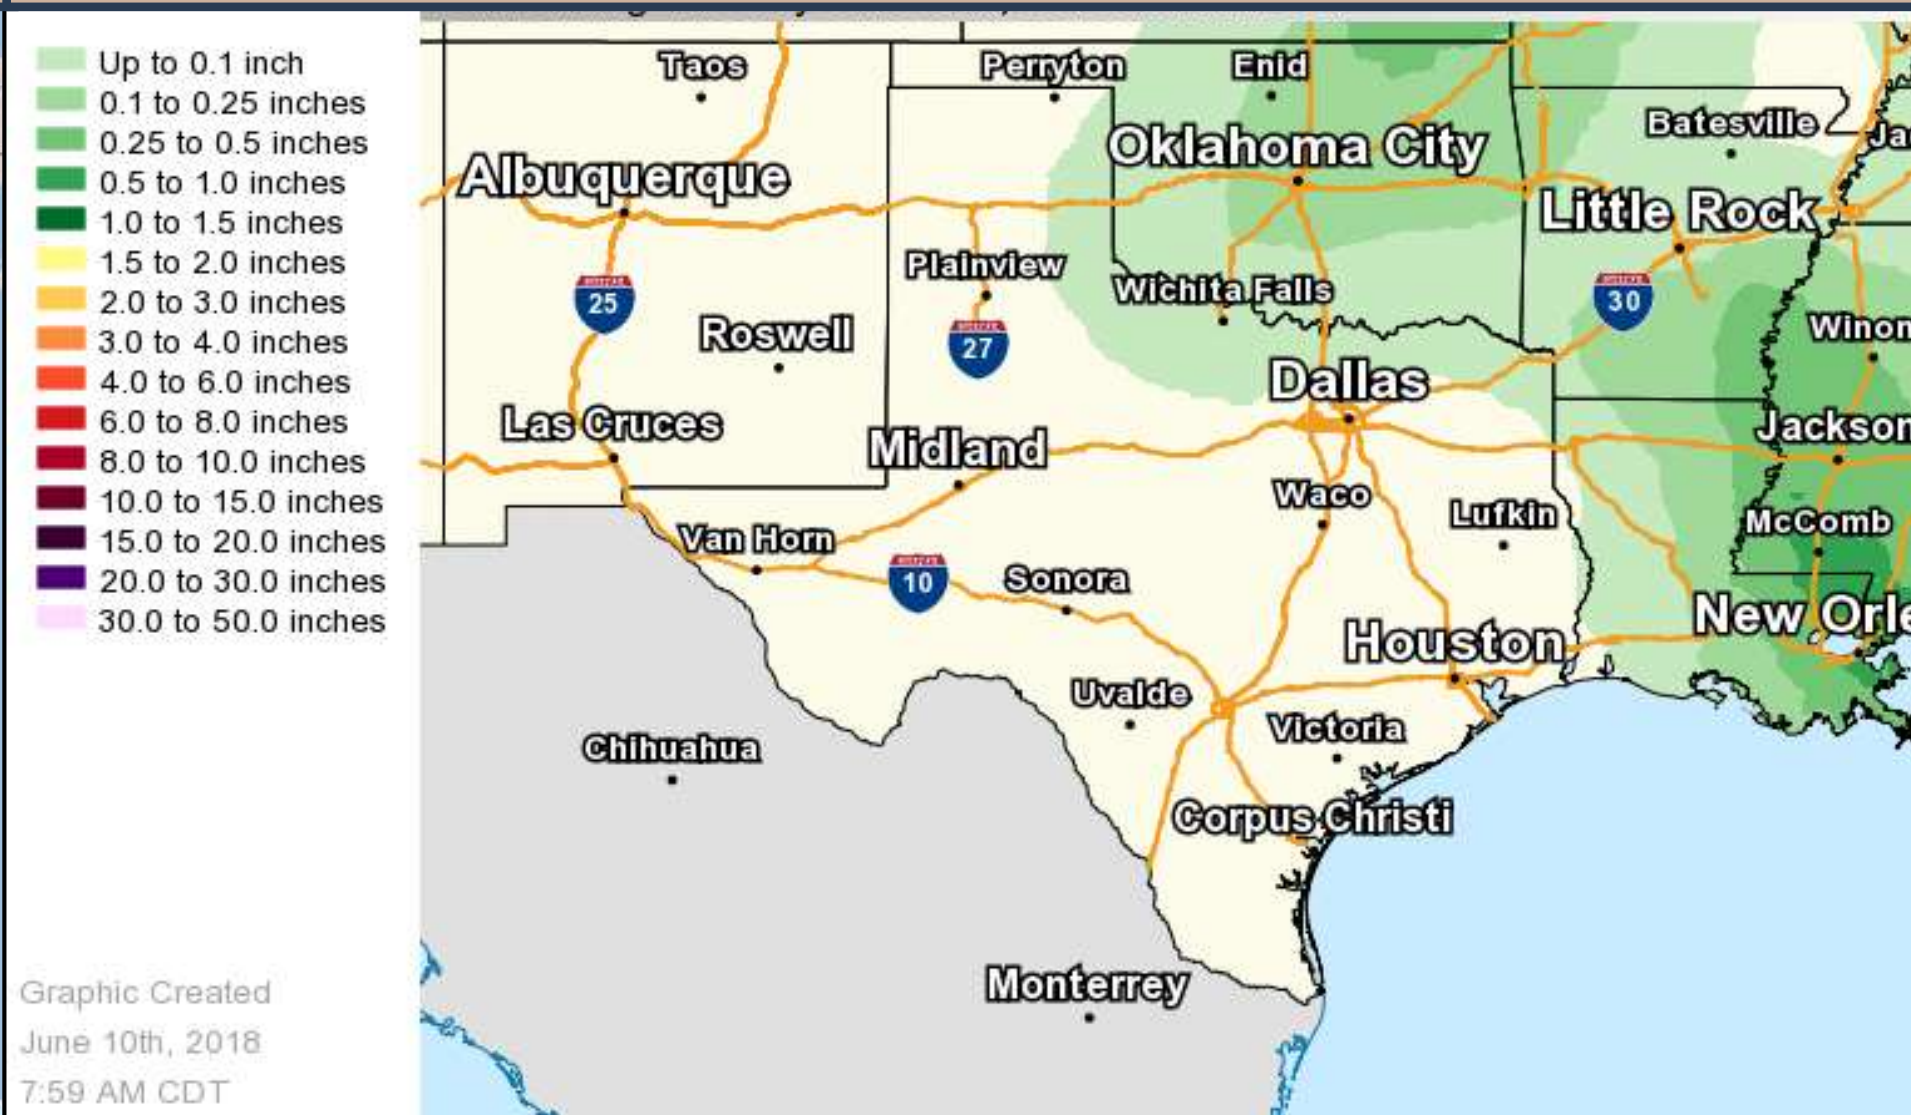 Up to 0.1 inch
0.1 to 0.25 inches
0.25 to 0.5 inches
0.5 to 1.0 inches
1.0 to 1.5 inches
1.5 to 2.0 inches
2.0 to 3.0 inches
3.0 to 4.0 inches
4.0 to 6.0 inches
6.0 to 8.0 inches
8.0 to 10.0 inches
10.0 to 15.0 inches
15.0 to 20.0 inches
20.0 to 30.0 inches
30.0 to 50.0 inches
Graphic Created
June 10th, 2018
7:59 AM CDT
Taos
Perryton
Enid
Batesville
Oklahoma City
Albuquerque
Little Rock
Plainview
Wichita Falls
25
30
Roswell
27
Dallas
Las Cruces
Midland
Jackson
Waco
Lufkin
McComb
Van Horn
10
Sonora
New Orle
Houston
Uvalde
Victoria
Chihuahua
Corpus Christi
Monterrey